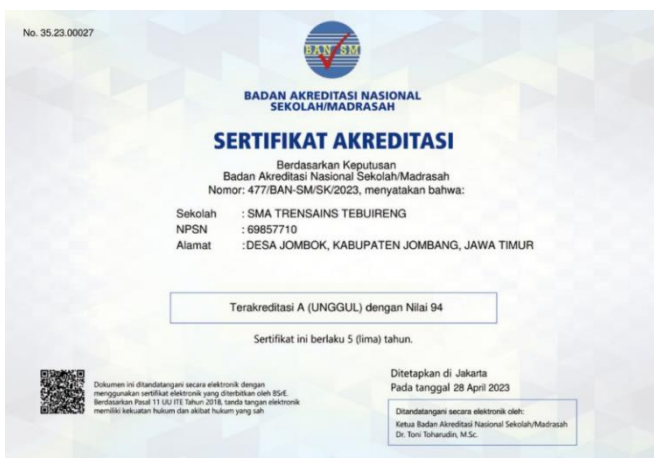 No. 35.23.00027
BAN SM
BADAN AKREDITASI NASIONAL
SEKOLAH/MADRASAH
SERTIFIKAT AKREDITASI
Berdasarkan Keputusan
Badan Akreditasi Nasional Sekolah/Madrasah
Nomor: 477/BAN-SM/SK/2023, menyatakan bahwa:
Sekolah : SMA TRENSAINS TEBUIRENG
NPSN : 69857710
Alamat : DESA JOMBOK, KABUPATEN JOMBANG, JAWA TIMUR
Terakreditasi A (UNGGUL) dengan Nilai 94
Sertifikat ini berlaku 5 (lima) tahun.
Dokumen ini ditandatangani secara elektronik dengan
menggunakan sertifikat elektronik yang diterbitkan oleh BSrE.
Berdasarkan Pasal 11 UU ITE Tahun 2018, tanda tangan elektronik
memiliki kekuatan hukum dan akibat hukum yang sah
Ditetapkan di Jakarta
Pada tanggal 28 April 2023
Ditandatangani secara elektronik oleh:
Ketua Badan Akreditasi Nasional Sekolah/Madrasah
Dr. Toni Toharudin, M.Sc.